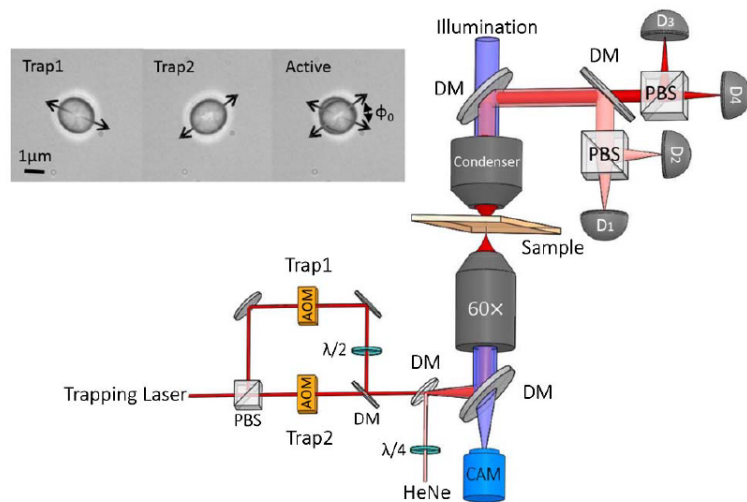 Trap1
Trap2
Active
ϕ₀
1μm
Illumination
DM
DM
D3
D4
PBS
PBS
D2
D1
Condenser
Sample
60×
Trap1
AOM
λ/2
DM
Trapping Laser
AOM
DM
PBS
Trap2
DM
λ/4
CAM
HeNe